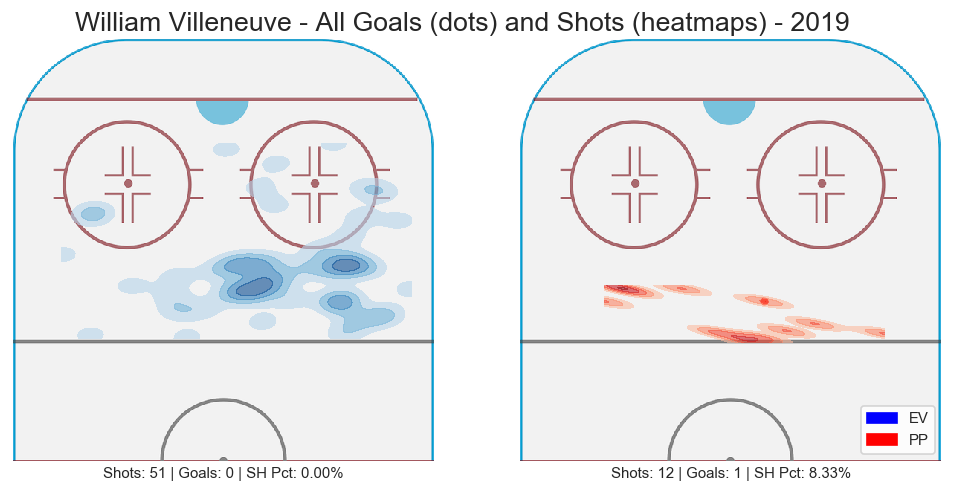 William Villeneuve - All Goals (dots) and Shots (heatmaps) - 2019
EV
PP
Shots: 51 | Goals: 0 | SH Pct: 0.00%
Shots: 12 | Goals: 1 | SH Pct: 8.33%